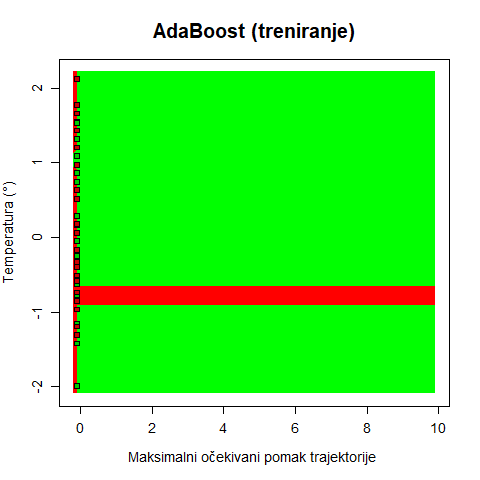 AdaBoost (treniranje)
Temperatura (°)
2
1
0
-1
-2
0 2 4 6 8 10
Maksimalni očekivani pomak trajektorije